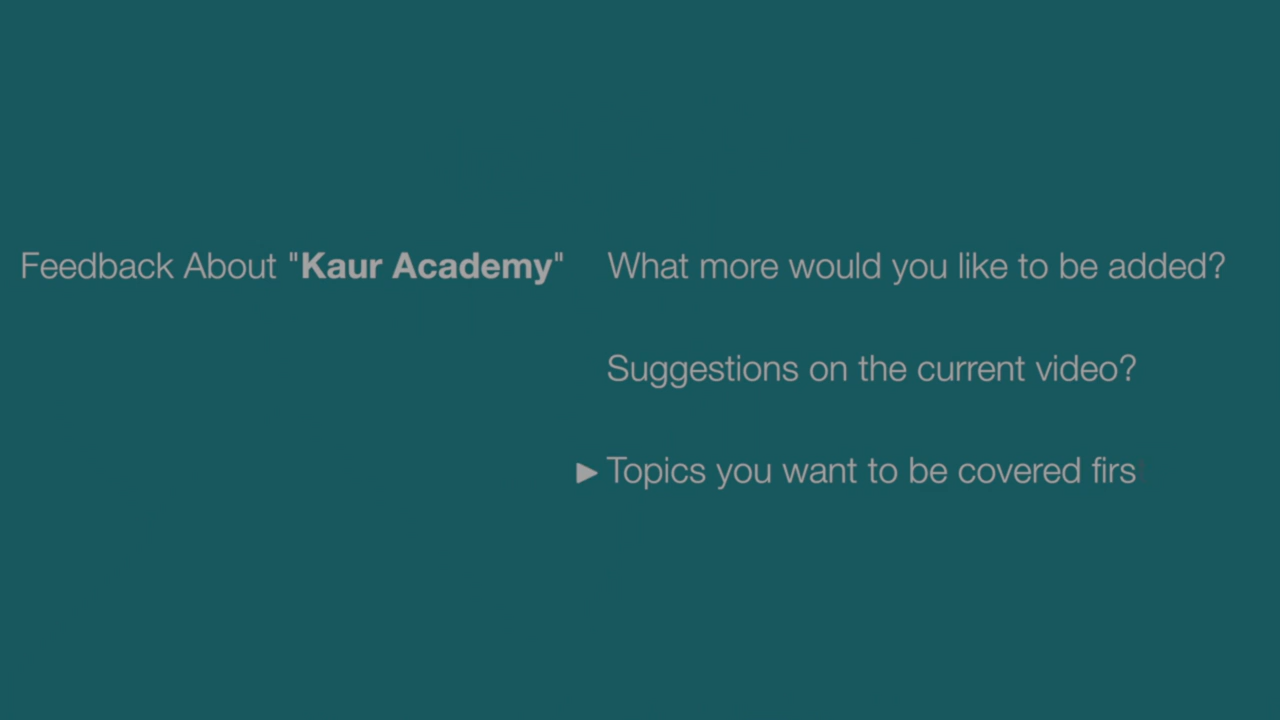 Feedback About "Kaur Academy"
What more would you like to be added?
Suggestions on the current video?
►Topics you want to be covered firs